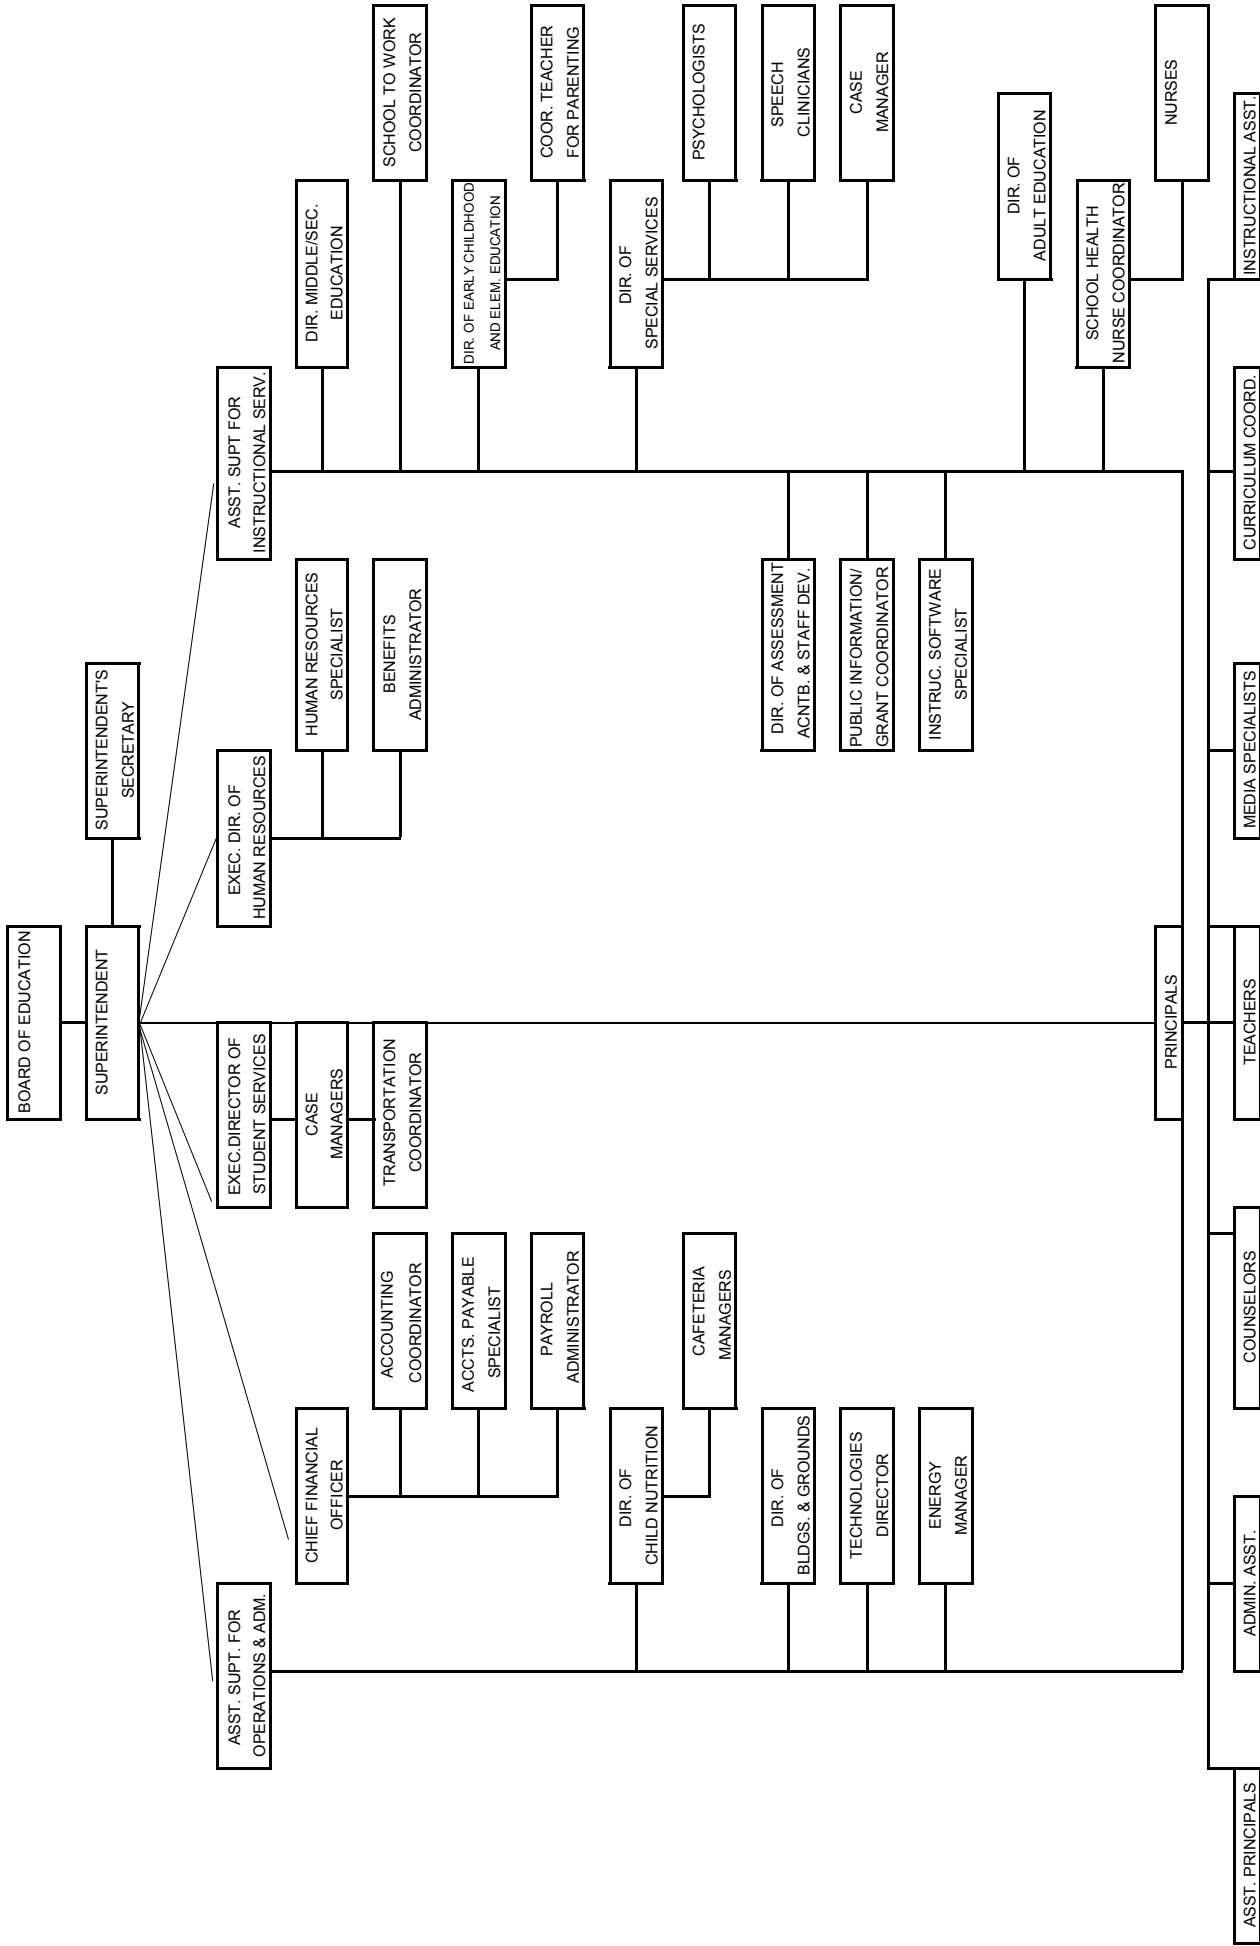 BOARD OF EDUCATION
SUPERINTENDENT
SUPERINTENDENT'S
SECRETARY
ASST. SUPT. FOR
OPERATIONS & ADM.
EXEC.DIRECTOR OF
STUDENT SERVICES
EXEC. DIR. OF
HUMAN RESOURCES
ASST. SUPT FOR
INSTRUCTIONAL SERV.
CHIEF FINANCIAL
OFFICER
CASE
MANAGERS
HUMAN RESOURCES
SPECIALIST
DIR. MIDDLE/SEC.
EDUCATION
ACCOUNTING
COORDINATOR
TRANSPORTATION
COORDINATOR
BENEFITS
ADMINISTRATOR
SCHOOL TO WORK
COORDINATOR
ACCTS. PAYABLE
SPECIALIST
DIR. OF EARLY CHILDHOOD
AND ELEM. EDUCATION
PAYROLL
ADMINISTRATOR
COOR. TEACHER
FOR PARENTING
DIR. OF
CHILD NUTRITION
DIR. OF
SPECIAL SERVICES
CAFETERIA
MANAGERS
PSYCHOLOGISTS
DIR. OF
BLDGS. & GROUNDS
DIR. OF ASSESSMENT
ACNTB. & STAFF DEV.
SPEECH
CLINICIANS
TECHNOLOGIES
DIRECTOR
PUBLIC INFORMATION/
GRANT COORDINATOR
CASE
MANAGER
ENERGY
MANAGER
INSTRUC. SOFTWARE
SPECIALIST
DIR. OF
ADULT EDUCATION
SCHOOL HEALTH
NURSE COORDINATOR
PRINCIPALS
NURSES
ASST. PRINCIPALS
ADMIN. ASST.
COUNSELORS
TEACHERS
MEDIA SPECIALISTS
CURRICULUM COORD.
INSTRUCTIONAL ASST.